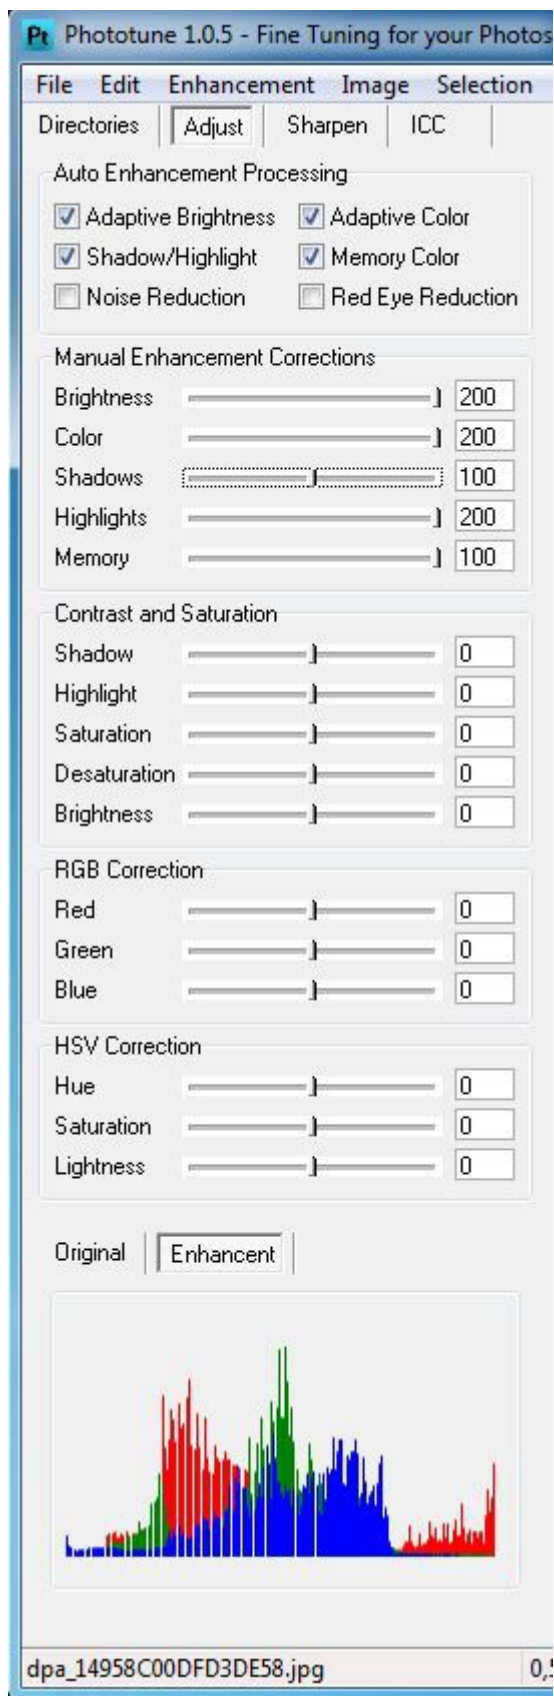 Pt Phototune 1.0.5 - Fine Tuning for your Photos
File Edit Enhancement Image Selection
Directories Adjust Sharpen ICC
Auto Enhancement Processing
Adaptive Brightness Adaptive Color
Shadow/Highlight Memory Color
Noise Reduction Red Eye Reduction
Manual Enhancement Corrections
Brightness 200
Color 200
Shadows 100
Highlights 200
Memory 100
Contrast and Saturation
Shadow 0
Highlight 0
Saturation 0
Desaturation 0
Brightness 0
RGB Correction
Red 0
Green 0
Blue 0
HSV Correction
Hue 0
Saturation 0
Lightness 0
Original Enhancent
dpa_14958C00DFD3DE58.jpg 0,5